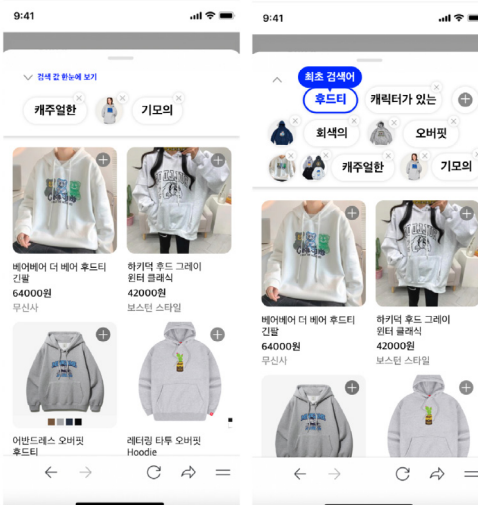 9:41
검색 값 한눈에 보기
캐주얼한
기모의
베어베어 더 베어 후드티
긴팔
64000원
무신사
하키덕 후드 그레이
윈터 클래식
42000원
보스턴 스타일
어반드레스 오버핏
후드티
레터링 타투 오버핏
Hoodie
9:41
최초 검색어
후드티
캐릭터가 있는
회색의
오버핏
캐주얼한
기모의
베어베어 더 베어 후드티
긴팔
64000원
무신사
하키덕 후드 그레이
윈터 클래식
42000원
보스턴 스타일